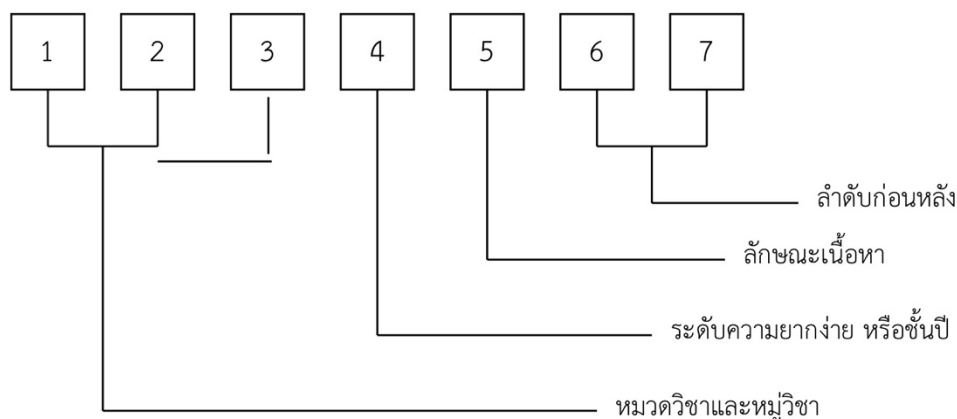 1 2 3 4 5 6 7
ลำดับก่อนหลัง
ลักษณะเนื้อหา
ระดับความยากง่าย หรือชั้นปี
หมวดวิชาและหมู่วิชา